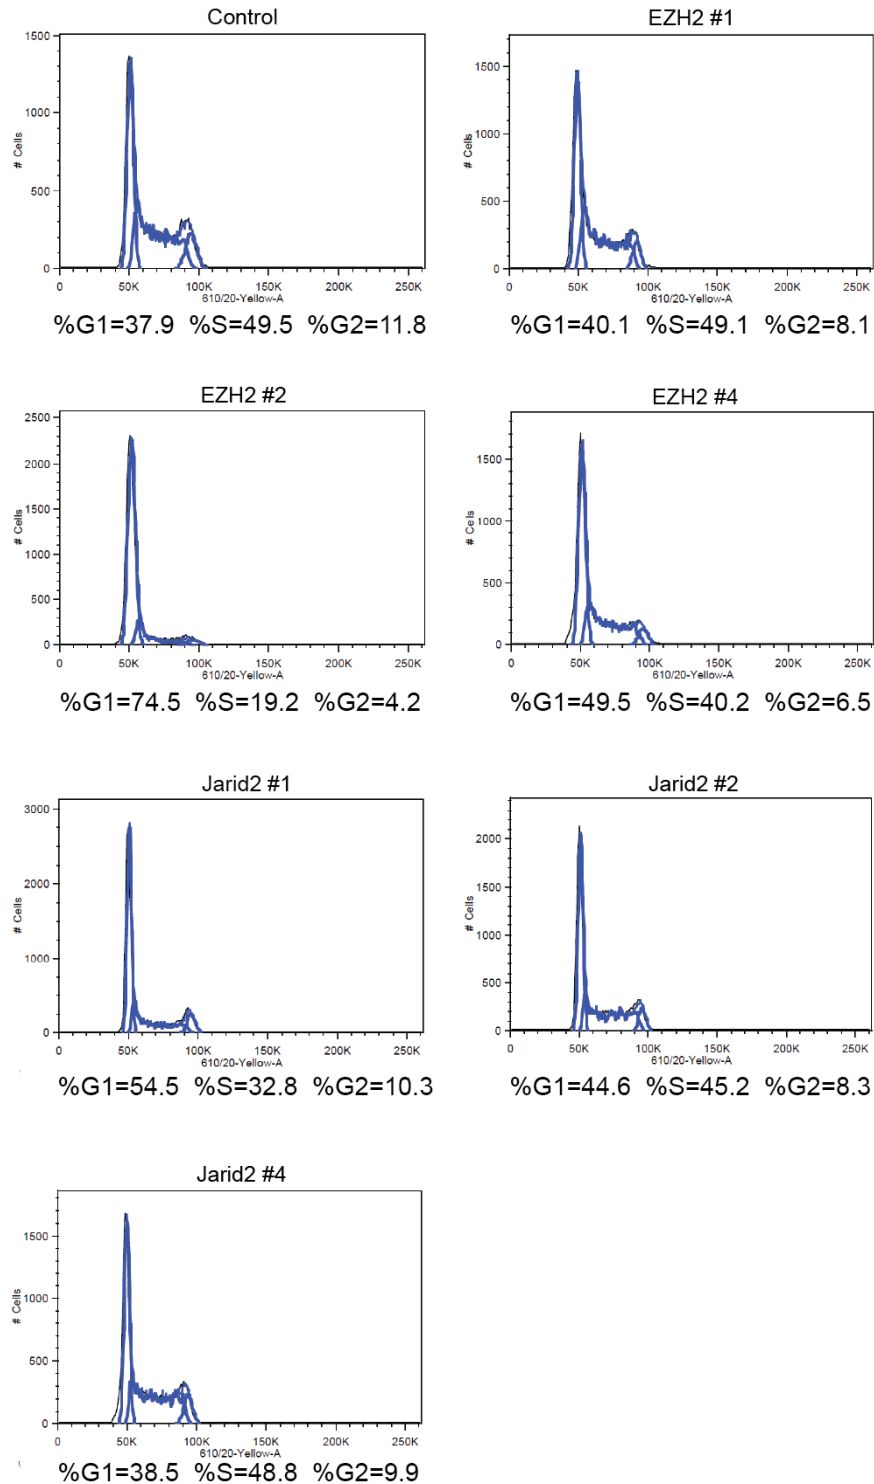 Control
1500
1000
500
0
# Cells
0 50K 100K 150K 200K 250K
610/20-Yellow-A
%G1=37.9 %S=49.5 %G2=11.8
EZH2 #1
1500
1000
500
0
# Cells
0 50K 100K 150K 200K 250K
610/20-Yellow-A
%G1=40.1 %S=49.1 %G2=8.1
EZH2 #2
2500
2000
1500
1000
500
0
# Cells
0 50K 100K 150K 200K 250K
610/20-Yellow-A
%G1=74.5 %S=19.2 %G2=4.2
EZH2 #4
1500
1000
500
0
# Cells
0 50K 100K 150K 200K 250K
610/20-Yellow-A
%G1=49.5 %S=40.2 %G2=6.5
Jarid2 #1
3000
2000
1000
0
# Cells
0 50K 100K 150K 200K 250K
610/20-Yellow-A
%G1=54.5 %S=32.8 %G2=10.3
Jarid2 #2
2000
1500
1000
500
0
# Cells
0 50K 100K 150K 200K 250K
610/20-Yellow-A
%G1=44.6 %S=45.2 %G2=8.3
Jarid2 #4
1500
1000
500
0
# Cells
0 50K 100K 150K 200K 250K
610/20-Yellow-A
%G1=38.5 %S=48.8 %G2=9.9